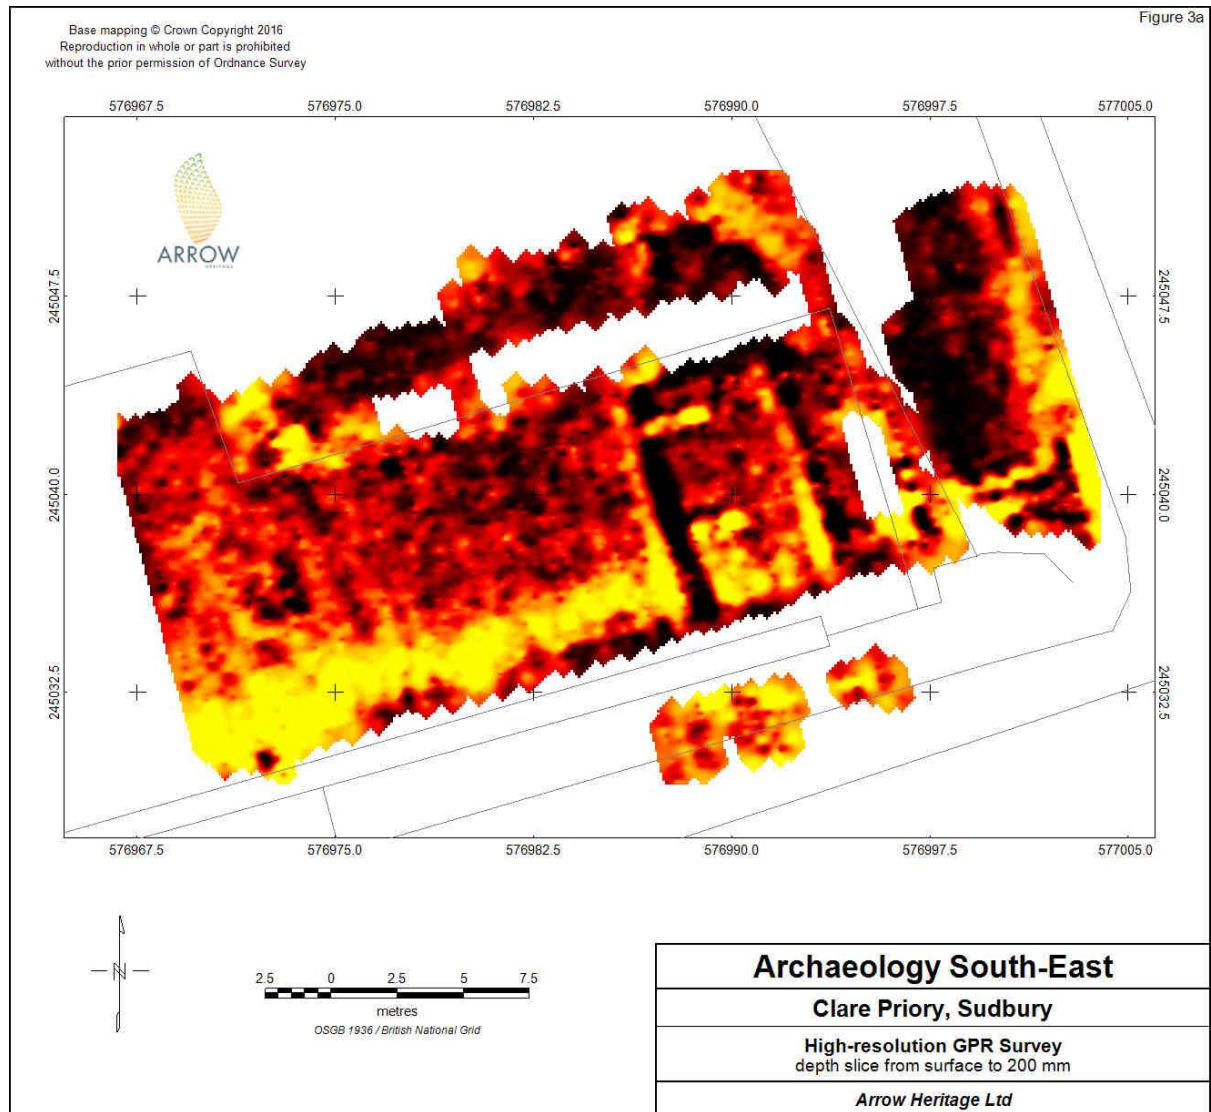 Figure 3a
Base mapping © Crown Copyright 2016
Reproduction in whole or part is prohibited
without the prior permission of Ordnance Survey
576967.5 576975.0 576982.5 576990.0 576997.5 577005.0
ARROW
HERITAGE
245047.5 245047.5
245040.0 245040.0
245032.5 245032.5
576967.5 576975.0 576982.5 576990.0 576997.5 577005.0
N
2.5 0 2.5 5 7.5
metres
OSGB 1936 / British National Grid
Archaeology South-East
Clare Priory, Sudbury
High-resolution GPR Survey
depth slice from surface to 200 mm
Arrow Heritage Ltd